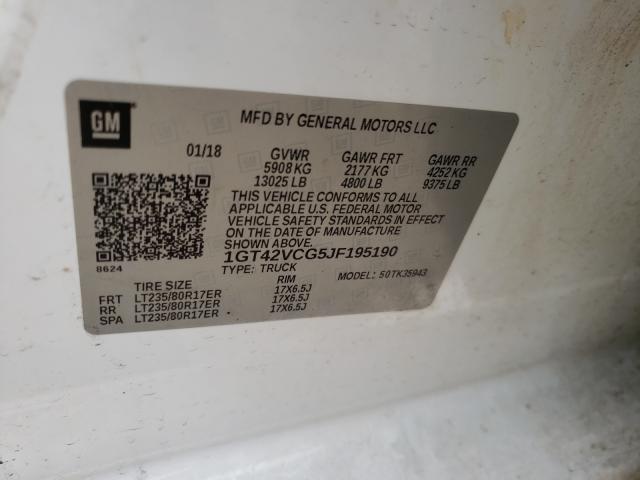 GM
MFD BY GENERAL MOTORS LLC
01/18 GVWR GAWR FRT GAWR RR
5908 KG 2177 KG 4252 KG
13025 LB 4800 LB 9375 LB
THIS VEHICLE CONFORMS TO ALL
APPLICABLE U.S. FEDERAL MOTOR
VEHICLE SAFETY STANDARDS IN EFFECT
ON THE DATE OF MANUFACTURE
SHOWN ABOVE.
8624
1GT42VCG5JF195190
TYPE: TRUCK MODEL: 50TK35943
TIRE SIZE RIM
FRT LT235/80R17ER 17X6.5J
RR LT235/80R17ER 17X6.5J
SPA LT235/80R17ER 17X6.5J